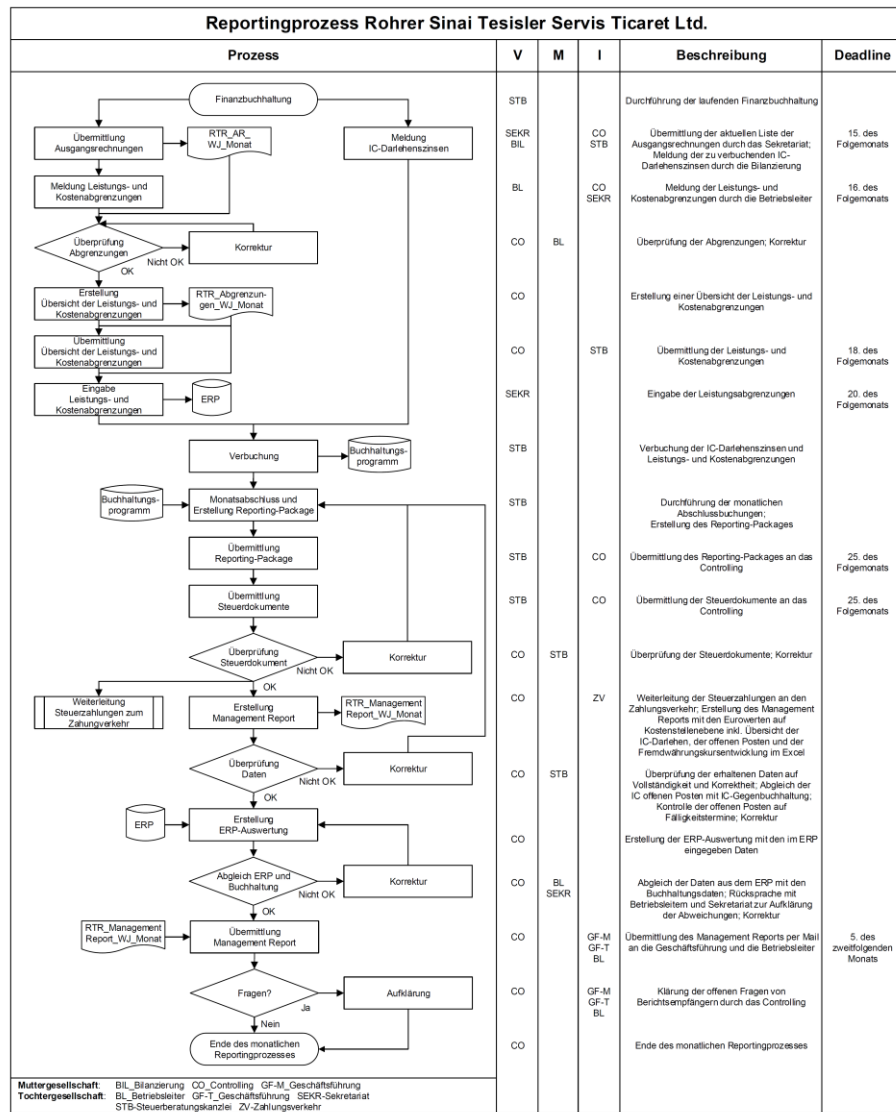 Reportingprozess Rohrer Sinai Tesisler Servis Ticaret Ltd.
Prozess V M I Beschreibung Deadline
Finanzbuchhaltung
STB
Durchführung der laufenden Finanzbuchhaltung
Übermittlung
Ausgangsrechnungen
RTR_AR_
WJ_Monat
Meldung
IC-Darlehenszinsen
SEKR
BIL
CO
STB
Übermittlung der aktuellen Liste der
Ausgangsrechnungen durch das Sekretariat;
Meldung der zu verbuchenden IC-
Darlehenszinsen durch die Bilanzierung
15. des
Folgemonats
Meldung Leistungs- und
Kostenabgrenzungen
BL
CO
SEKR
Meldung der Leistungs- und
Kostenabgrenzungen durch die Betriebsleiter
16. des
Folgemonats
Überprüfung
Abgrenzungen
Nicht OK
OK
Korrektur
CO
BL
Überprüfung der Abgrenzungen; Korrektur
Erstellung
Übersicht der Leistungs- und
Kostenabgrenzungen
RTR_Abgrenzun-
gen_WJ_Monat
CO
Erstellung einer Übersicht der Leistungs- und
Kostenabgrenzungen
Übermittlung
Übersicht der Leistungs- und
Kostenabgrenzungen
CO
STB
Übermittlung der Leistungs- und
Kostenabgrenzungen
18. des
Folgemonats
Eingabe
Leistungs- und
Kostenabgrenzungen
ERP
SEKR
Eingabe der Leistungsabgrenzungen
20. des
Folgemonats
Verbuchung
Buchhaltungs-
programm
STB
Verbuchung der IC-Darlehenszinsen und
Leistungs- und Kostenabgrenzungen
Buchhaltungs-
programm
Monatsabschluss und
Erstellung Reporting-Package
STB
Durchführung der monatlichen
Abschlussbuchungen;
Erstellung des Reporting-Packages
Übermittlung
Reporting-Package
STB
CO
Übermittlung des Reporting-Packages an das
Controlling
25. des
Folgemonats
Übermittlung
Steuerdokumente
STB
CO
Übermittlung der Steuerdokumente an das
Controlling
25. des
Folgemonats
Überprüfung
Steuerdokument
Nicht OK
OK
Korrektur
CO
STB
Überprüfung der Steuerdokumente; Korrektur
Weiterleitung
Steuerzahlungen zum
Zahungverkehr
Erstellung
Management Report
RTR_Management
Report_WJ_Monat
CO
ZV
Weiterleitung der Steuerzahlungen an den
Zahlungsverkehr; Erstellung des Management
Reports mit den Eurowerten auf
Kostenstellenebene inkl. Übersicht der
IC-Darlehen, der offenen Posten und der
Fremdwährungskursentwicklung im Excel
Überprüfung
Daten
Nicht OK
OK
Korrektur
CO
STB
Überprüfung der erhaltenen Daten auf
Vollständigkeit und Korrektheit; Abgleich der
IC offenen Posten mit IC-Gegenbuchhaltung;
Kontrolle der offenen Posten auf
Fälligkeitstermine; Korrektur
ERP
Erstellung
ERP-Auswertung
CO
Erstellung der ERP-Auswertung mit den im ERP
eingegeben Daten
Abgleich ERP und
Buchhaltung
Nicht OK
OK
Korrektur
CO
BL
SEKR
Abgleich der Daten aus dem ERP mit den
Buchhaltungsdaten; Rücksprache mit
Betriebsleitern und Sekretariat zur Aufklärung
der Abweichungen; Korrektur
RTR_Management
Report_WJ_Monat
Übermittlung
Management Report
CO
GF-M
GF-T
BL
Übermittlung des Management Reports per Mail
an die Geschäftsführung und die Betriebsleiter
5. des
zweitfolgenden
Monats
Fragen?
Ja
Nein
Aufklärung
CO
GF-M
GF-T
BL
Klärung der offenen Fragen von
Berichtsempfängern durch das Controlling
Ende des monatlichen
Reportingprozesses
CO
Ende des monatlichen Reportingprozesses
Muttergesellschaft: BIL_Bilanzierung CO_Controlling GF-M_Geschäftsführung
Tochtergesellschaft: BL_Betriebsleiter GF-T_Geschäftsführung SEKR-Sekretariat
STB-Steuerberatungskanzlei ZV-Zahlungsverkehr